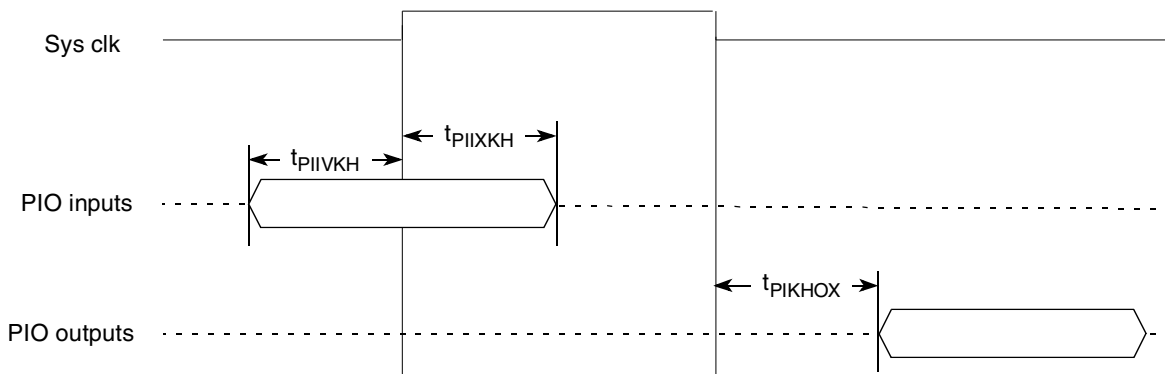 Sys clk
tPIIXKH
tPIIVKH
PIO inputs
tPIKHOX
PIO outputs